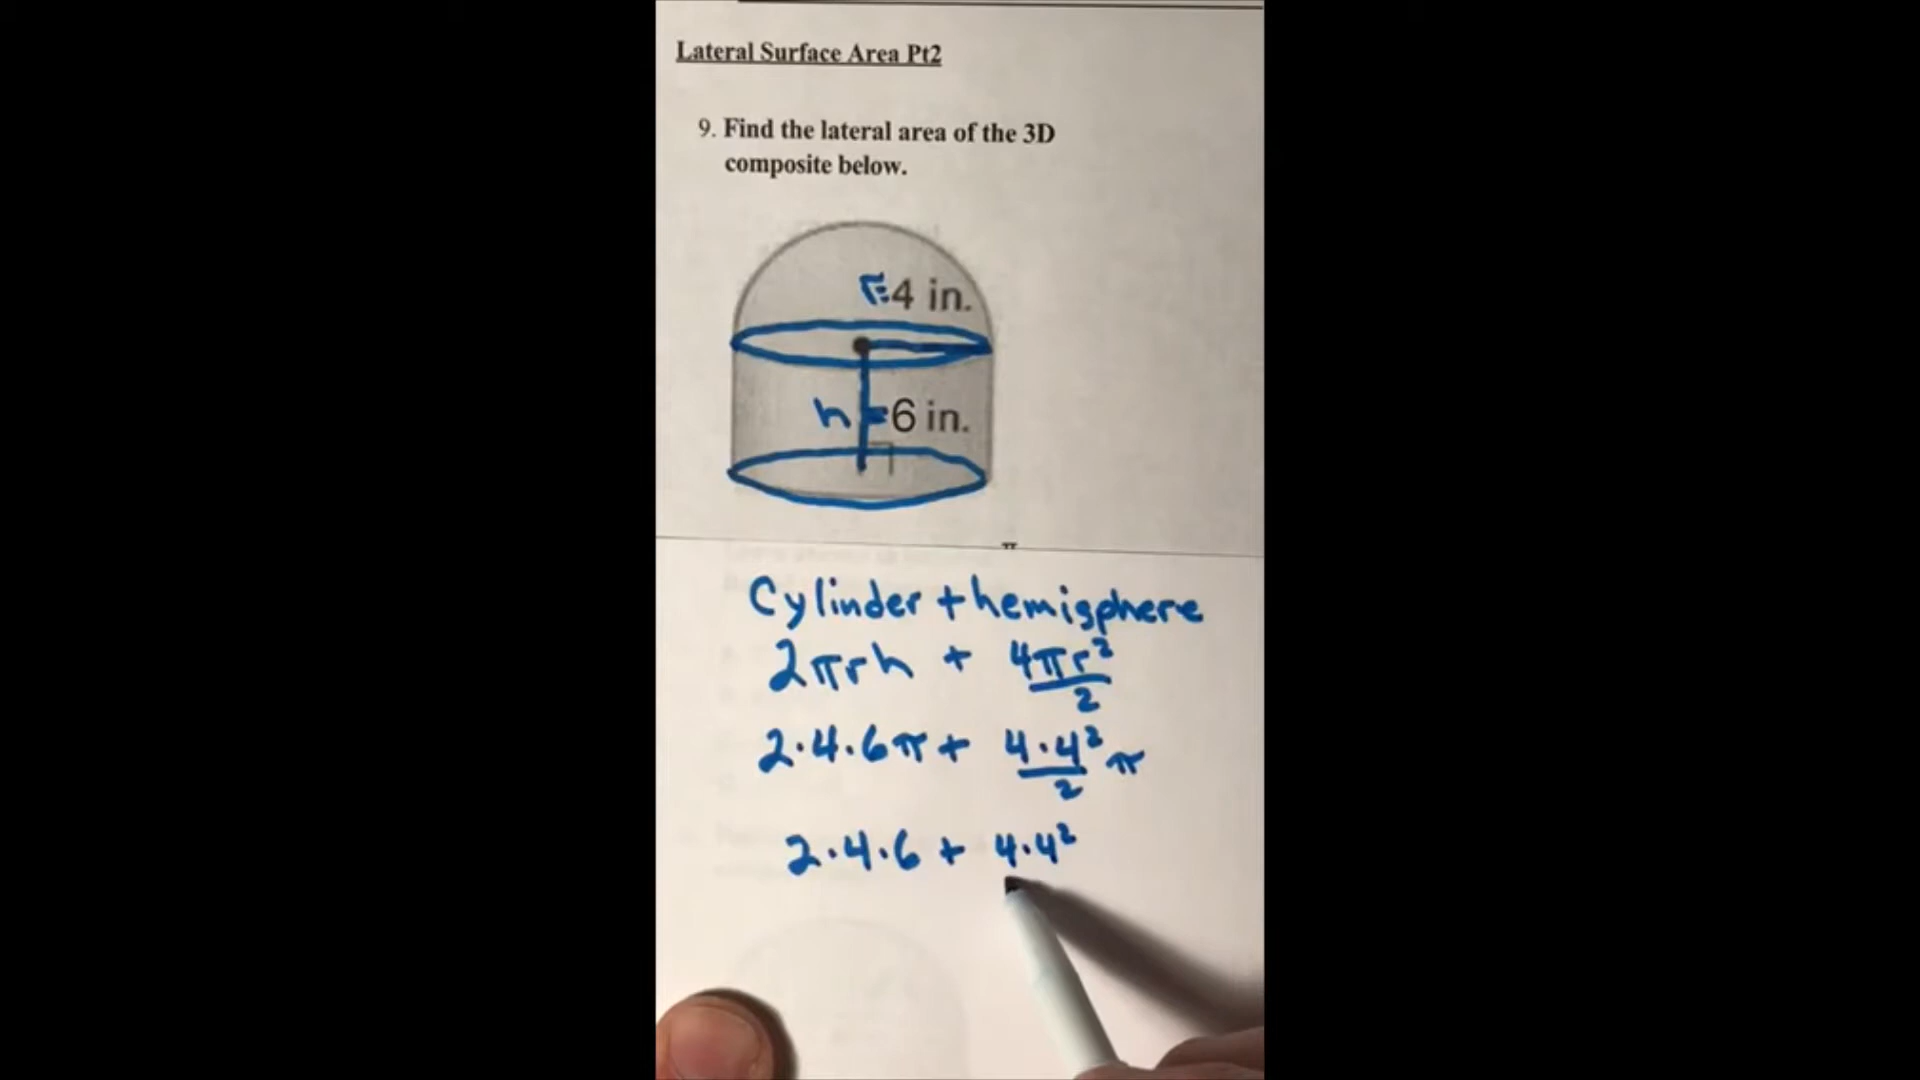 Lateral Surface Area Pt2
9. Find the lateral area of the 3D
composite below.
r=4 in.
h=6 in.
π
Cylinder + hemisphere
2πrh + 4πr²/2
2·4·6π + 4·4²/2 π
2·4·6 + 4·4²